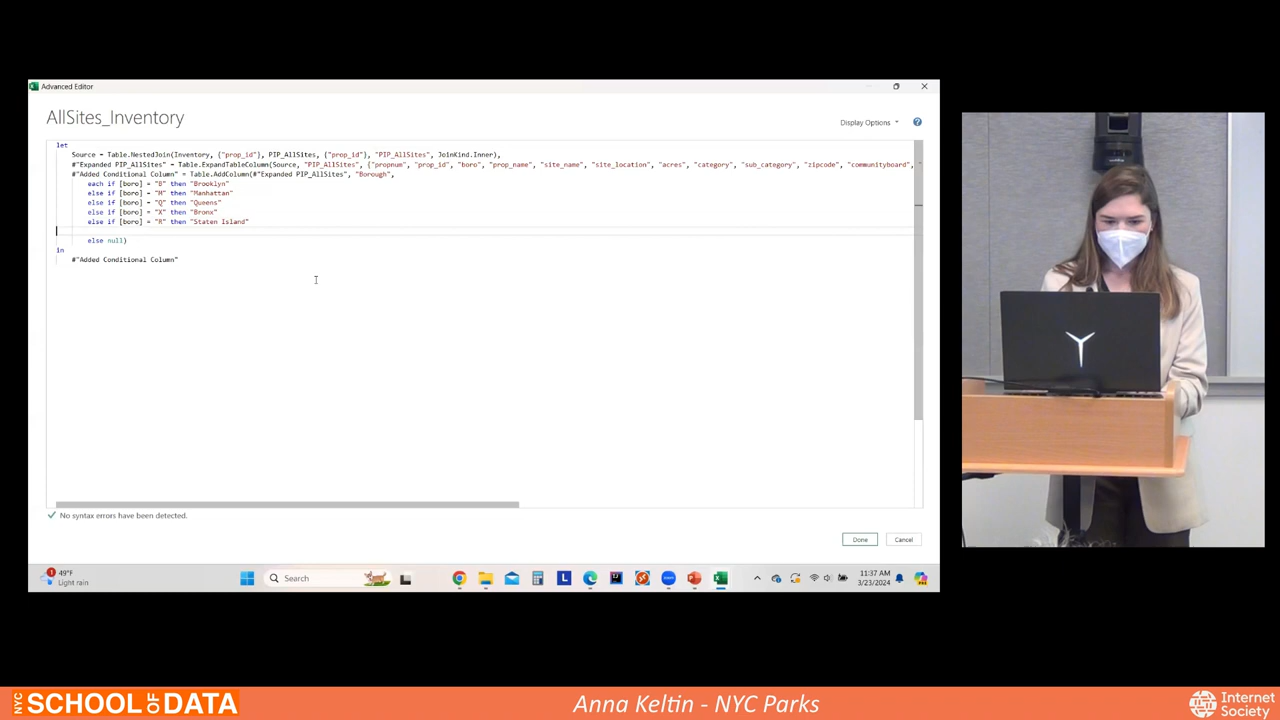 Advanced Editor
AllSites_Inventory
Display Options
let
Source = Table.NestedJoin(Inventory, {"prop_id"}, PIP_AllSites, {"prop_id"}, "PIP_AllSites", JoinKind.Inner),
#"Expanded PIP_AllSites" = Table.ExpandTableColumn(Source, "PIP_AllSites", {"propnum", "prop_id", "boro", "prop_name", "site_name", "site_location", "acres", "category", "sub_category", "zipcode", "communityboard",
#"Added Conditional Column" = Table.AddColumn(#"Expanded PIP_AllSites", "Borough",
each if [boro] = "B" then "Brooklyn"
else if [boro] = "M" then "Manhattan"
else if [boro] = "Q" then "Queens"
else if [boro] = "X" then "Bronx"
else if [boro] = "R" then "Staten Island"
else null)
in
#"Added Conditional Column"
No syntax errors have been detected.
Done
Cancel
49°F
Light rain
Search
11:37 AM
3/23/2024
NYC SCHOOL OF DATA
Anna Keltin - NYC Parks
Internet
Society